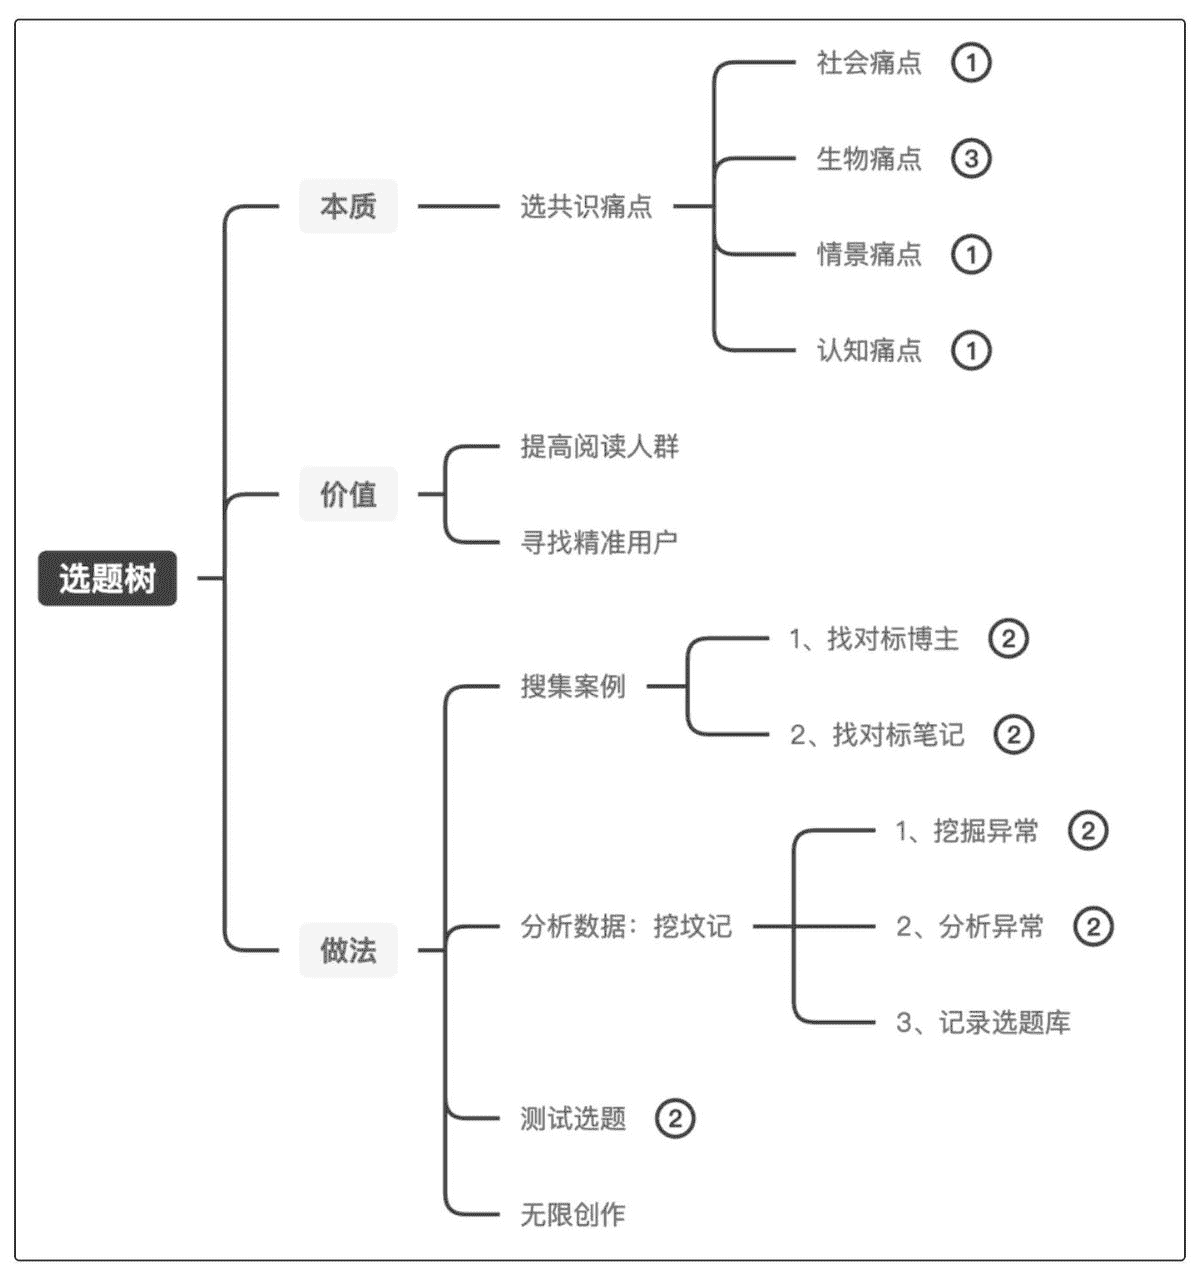 选题树
本质
选共识痛点
社会痛点 1
生物痛点 3
情景痛点 1
认知痛点 1
价值
提高阅读人群
寻找精准用户
做法
搜集案例
1、找对标博主 2
2、找对标笔记 2
分析数据：挖坟记
1、挖掘异常 2
2、分析异常 2
3、记录选题库
测试选题 2
无限创作